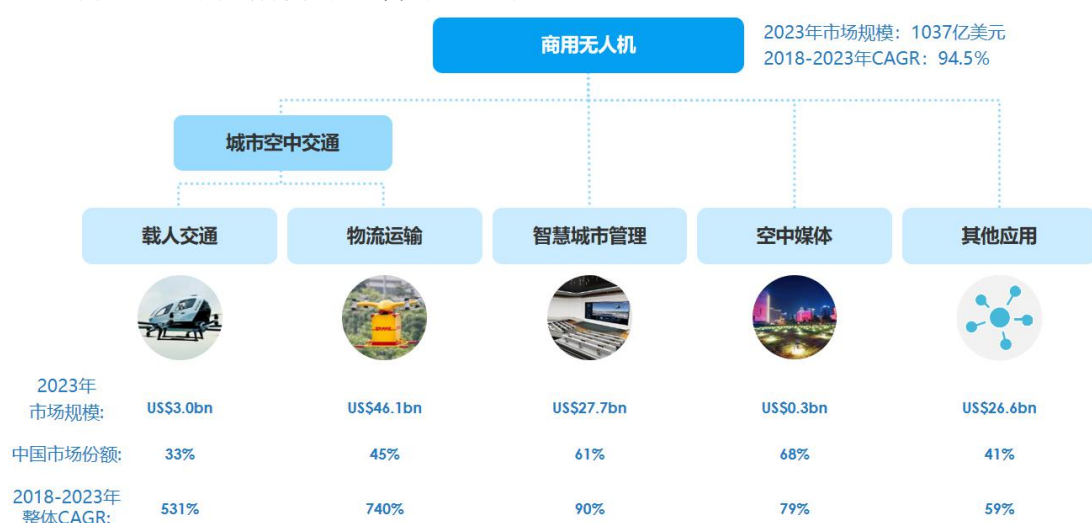 商用无人机
2023年市场规模：1037亿美元
2018-2023年CAGR：94.5%
城市空中交通
载人交通
物流运输
智慧城市管理
空中媒体
其他应用
2023年
市场规模:
US$3.0bn
US$46.1bn
US$27.7bn
US$0.3bn
US$26.6bn
中国市场份额:
33%
45%
61%
68%
41%
2018-2023年
整体CAGR:
531%
740%
90%
79%
59%